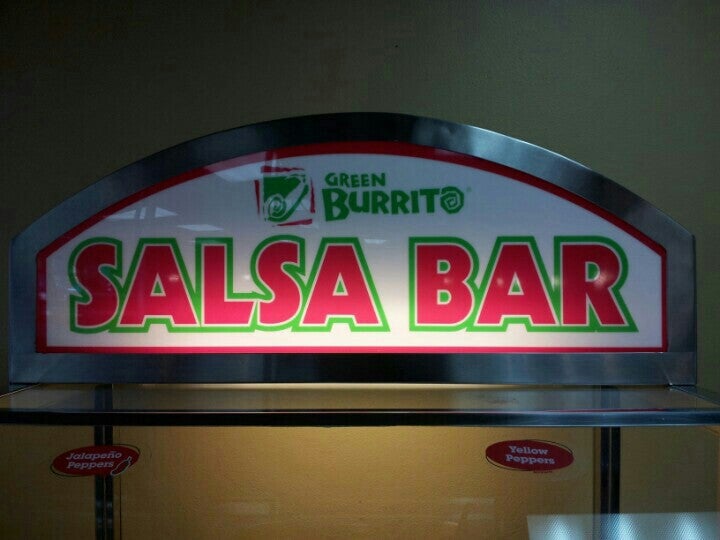 GREEN
BURRITO
SALSA BAR
Jalapeño
Peppers
Yellow
Peppers